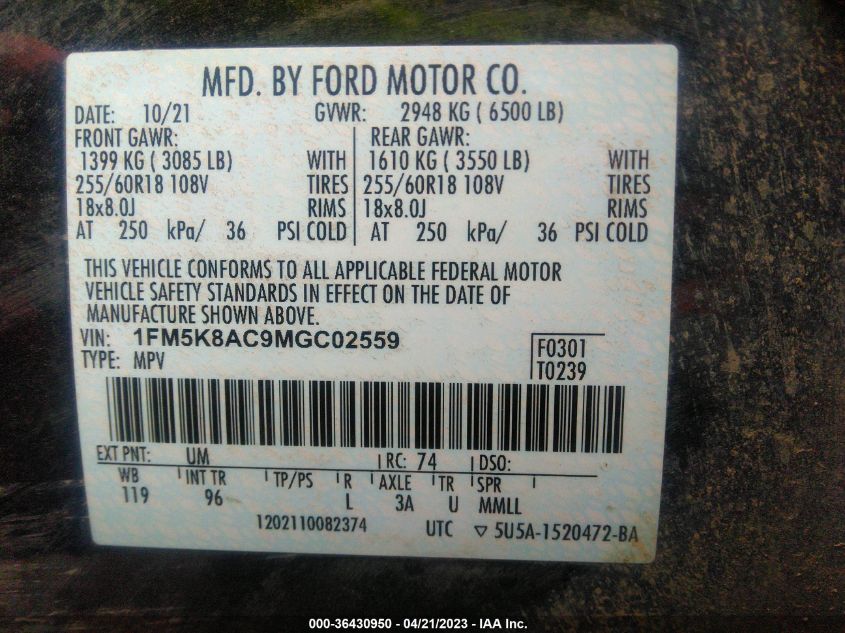 MFD. BY FORD MOTOR CO.
DATE: 10/21 GVWR: 2948 KG ( 6500 LB)
FRONT GAWR: REAR GAWR:
1399 KG ( 3085 LB) WITH 1610 KG ( 3550 LB) WITH
255/60R18 108V TIRES 255/60R18 108V TIRES
18x8.0J RIMS 18x8.0J RIMS
AT 250 kPa/ 36 PSI COLD AT 250 kPa/ 36 PSI COLD
THIS VEHICLE CONFORMS TO ALL APPLICABLE FEDERAL MOTOR
VEHICLE SAFETY STANDARDS IN EFFECT ON THE DATE OF
MANUFACTURE SHOWN ABOVE.
VIN: 1FM5K8AC9MGC02559 F0301
TYPE: MPV T0239
EXT PNT: UM RC: 74 DSO:
WB INT TR TP/PS R AXLE TR SPR
119 96 L 3A U MMLL
1202110082374 UTC ▽ 5U5A-1520472-BA
000-36430950 - 04/21/2023 - IAA Inc.